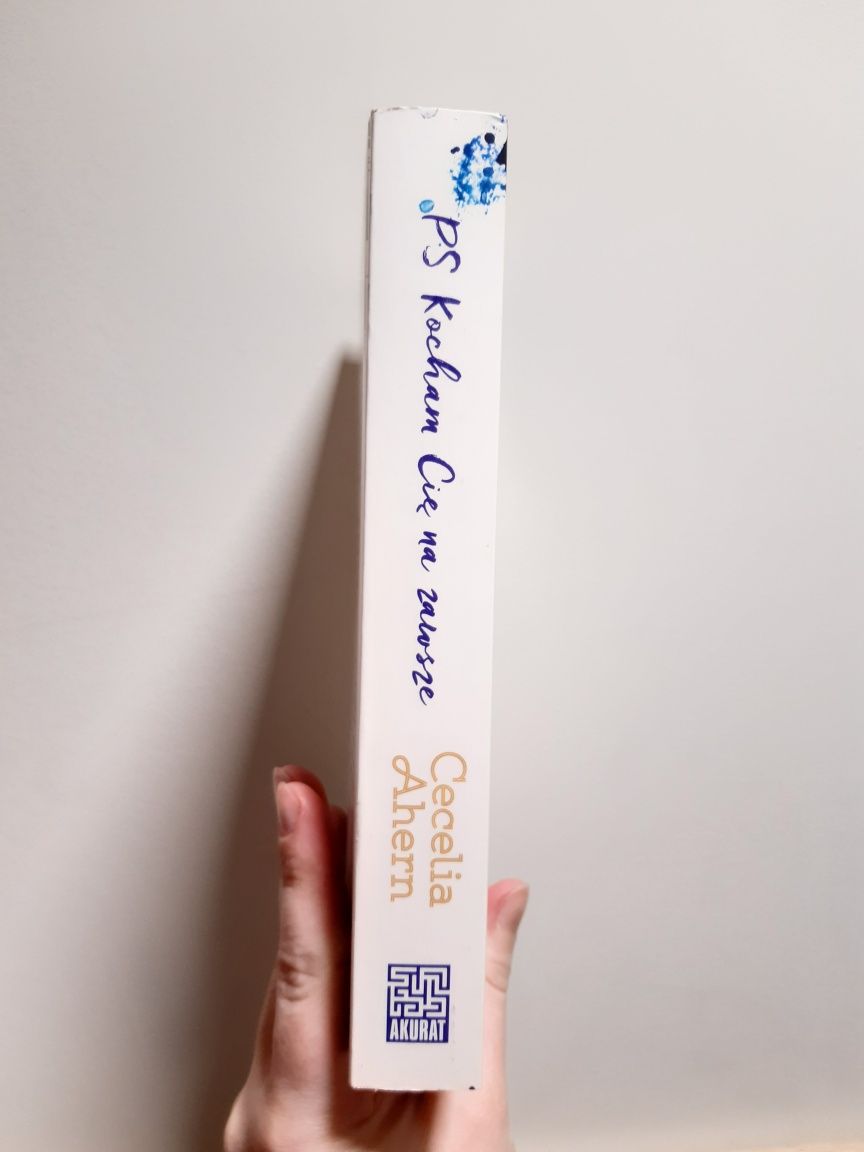 PS Kocham Cię na zawsze
Cecelia
Ahern
AKURAT